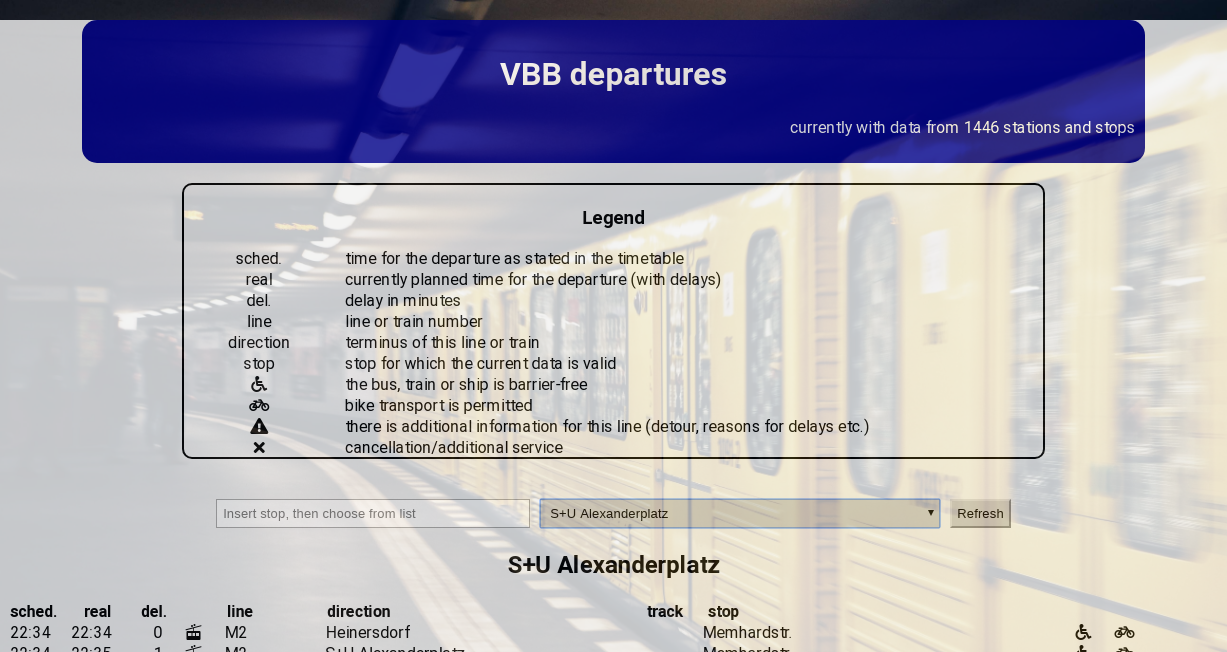 VBB departures
currently with data from 1446 stations and stops
Legend
sched. time for the departure as stated in the timetable
real currently planned time for the departure (with delays)
del. delay in minutes
line line or train number
direction terminus of this line or train
stop stop for which the current data is valid
the bus, train or ship is barrier-free
bike transport is permitted
there is additional information for this line (detour, reasons for delays etc.)
cancellation/additional service
Insert stop, then choose from list S+U Alexanderplatz Refresh
S+U Alexanderplatz
sched. real del. line direction track stop
22:34 22:34 0 M2 Heinersdorf Memhardstr.
22:34 22:35 1 M2 S+U Alexanderplatz Memhardstr.